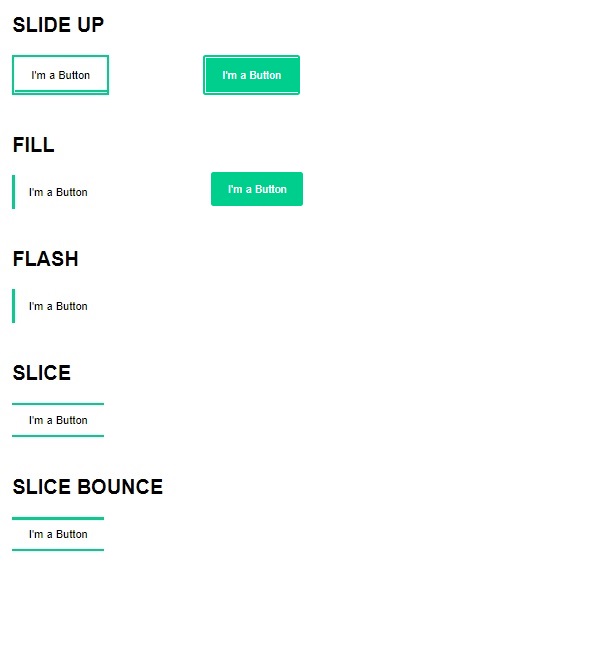 SLIDE UP
I'm a Button I'm a Button
FILL
I'm a Button I'm a Button
FLASH
I'm a Button
SLICE
I'm a Button
SLICE BOUNCE
I'm a Button